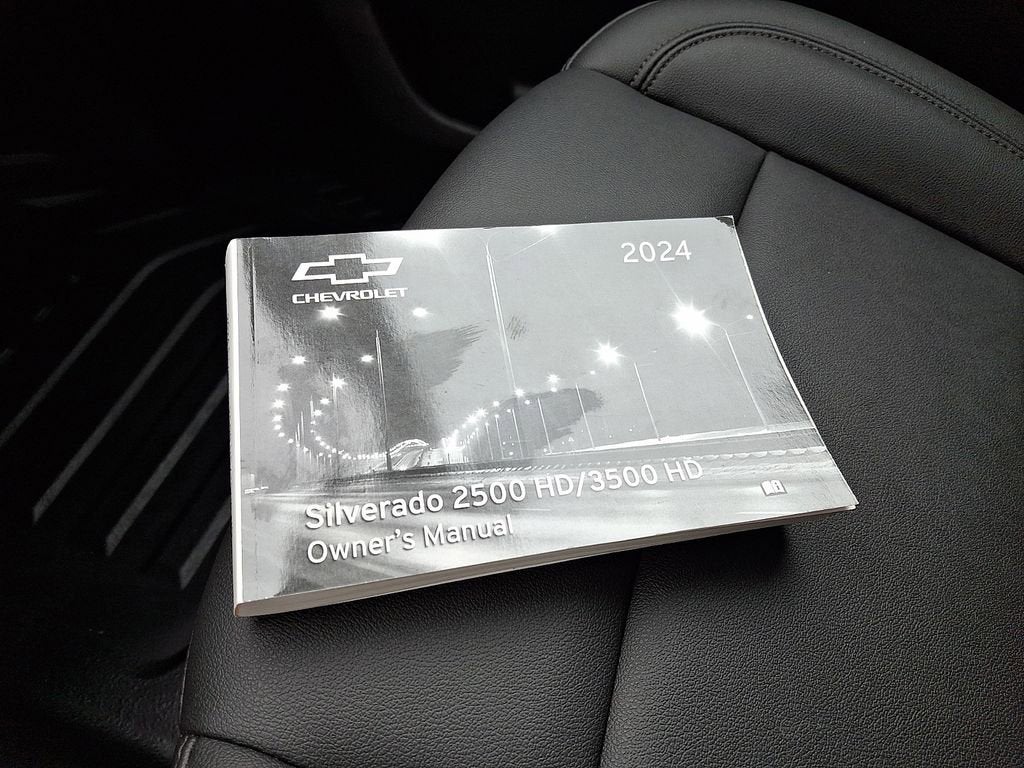 2024
CHEVROLET
Silverado 2500 HD/3500 HD
Owner's Manual